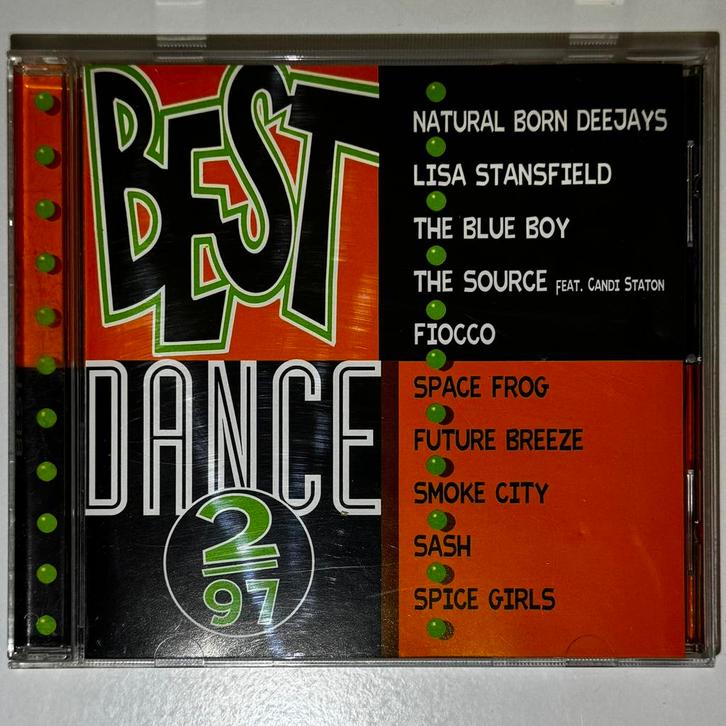 BEST
DANCE
2
97
NATURAL BORN DEEJAYS
LISA STANSFIELD
THE BLUE BOY
THE SOURCE FEAT. CANDI STATON
FIOCCO
SPACE FROG
FUTURE BREEZE
SMOKE CITY
SASH
SPICE GIRLS